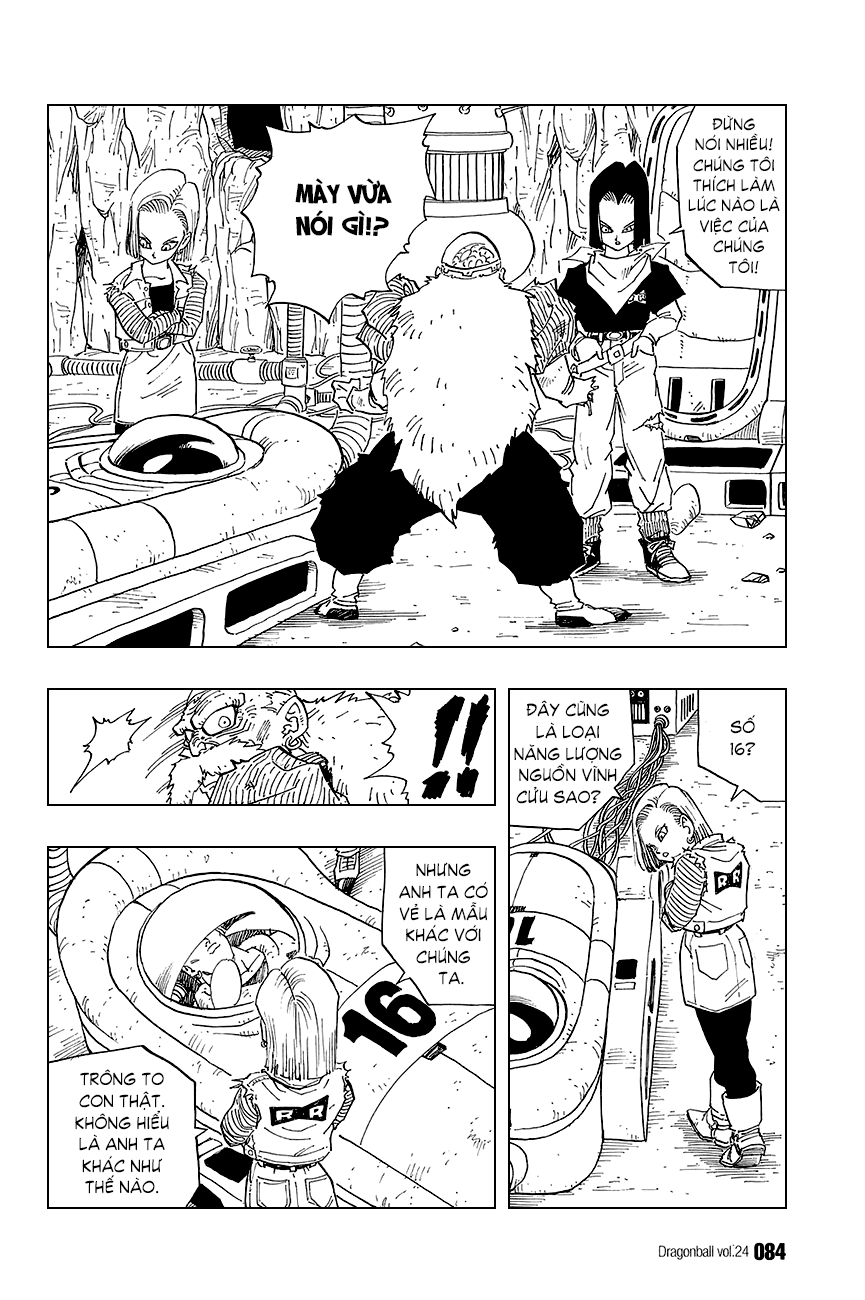 ĐỪNG
NÓI NHIỀU!
CHÚNG TÔI
THÍCH LÀM
LÚC NÀO LÀ
VIỆC CỦA
CHÚNG
TÔI!
MÀY VỪA
NÓI GÌ!?
SỐ
16?
ĐÂY CŨNG
LÀ LOẠI
NĂNG LƯỢNG
NGUỒN VĨNH
CỬU SAO?
RR
16
!!
NHƯNG
ANH TA CÓ
VẺ LÀ MẪU
KHÁC VỚI
CHÚNG
TA.
16
RR
TRÔNG TO
CON THẬT.
KHÔNG HIỂU
LÀ ANH TA
KHÁC NHƯ
THẾ NÀO.
Dragonball vol.24 084